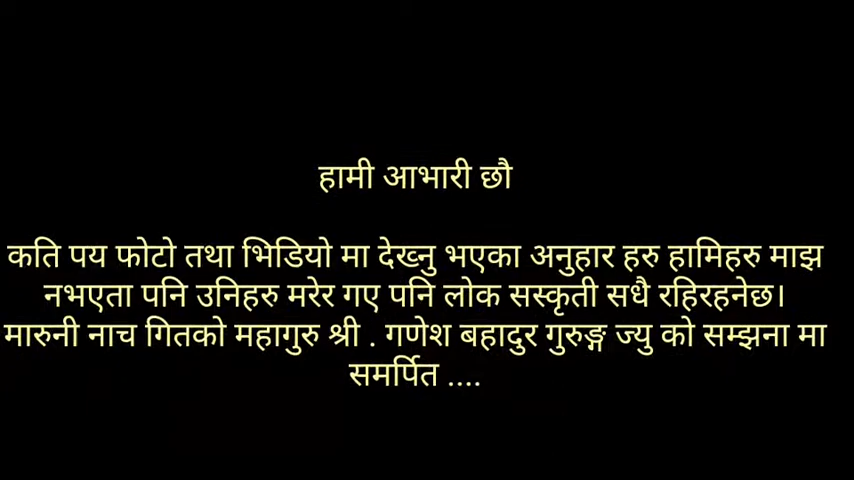 हामी आभारी छौ
कति पय फोटो तथा भिडियो मा देख्नु भएका अनुहार हरु हामिहरु माझ
नभएता पनि उनिहरु मरेर गए पनि लोक सस्कृती सधै रहिरहनेछ।
मारुनी नाच गितको महागुरु श्री . गणेश बहादुर गुरुङ्ग ज्यु को सम्झना मा
समर्पित ....